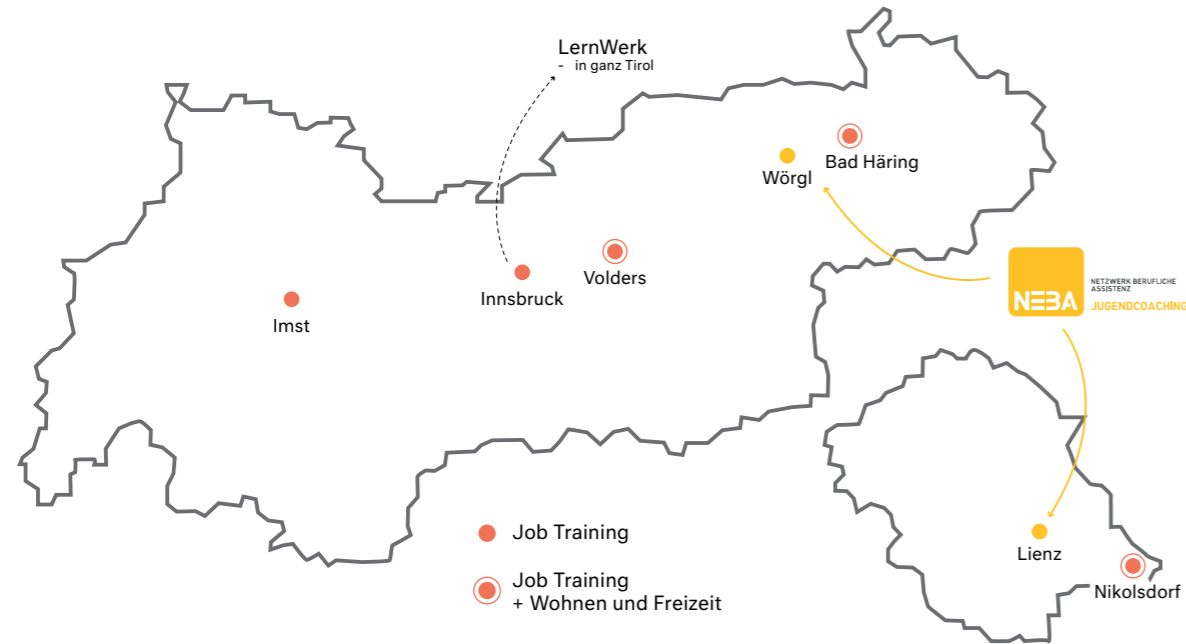 LernWerk
- in ganz Tirol
Bad Häring
Wörgl
Volders
Innsbruck
Imst
NEBA
NETZWERK BERUFLICHE
ASSISTENZ
JUGENDCOACHING
Lienz
Nikolsdorf
Job Training
Job Training
+ Wohnen und Freizeit